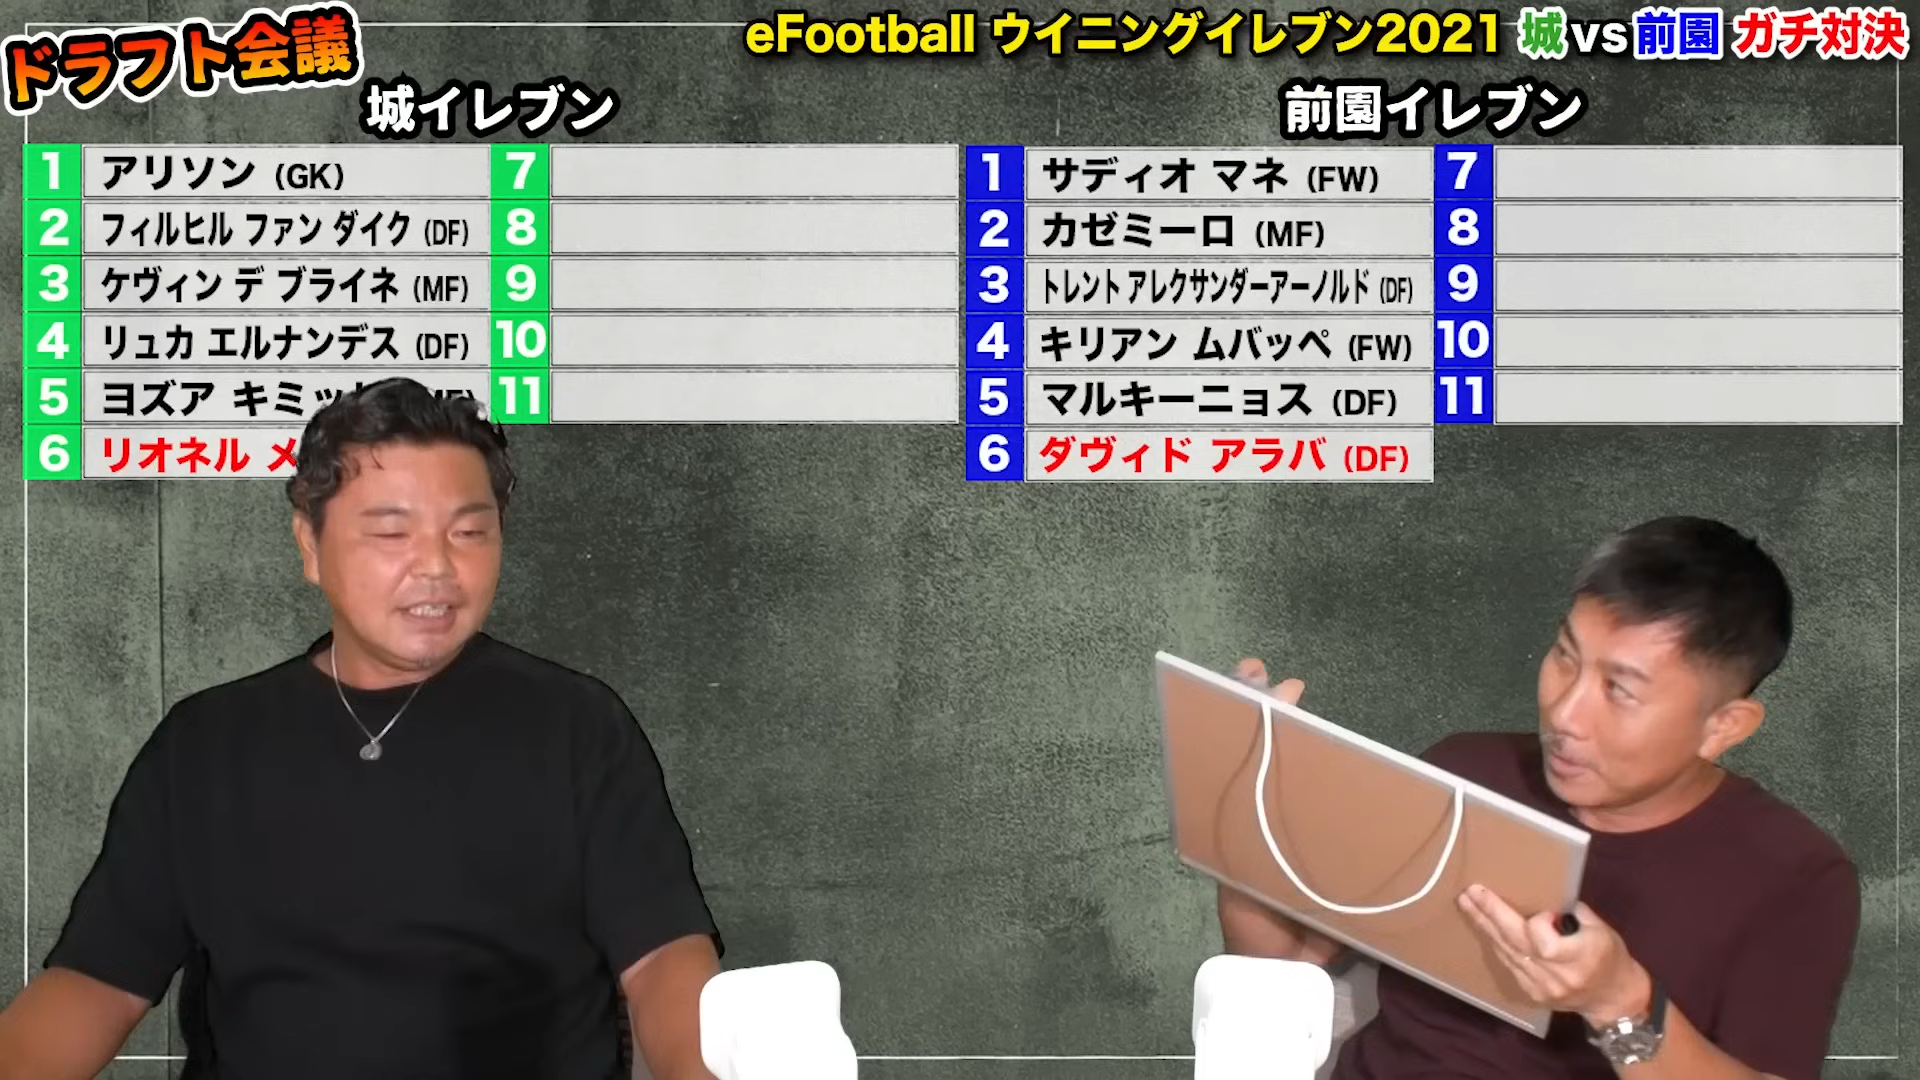 ドラフト会議
eFootball ウイニングイレブン2021 城vs前園 ガチ対決
城イレブン
1 アリソン (GK)
2 フィルヒル ファン ダイク (DF)
3 ケヴィン デ ブライネ (MF)
4 リュカ エルナンデス (DF)
5 ヨズア キミッ
6 リオネル メ
7
8
9
10
11
前園イレブン
1 サディオ マネ (FW)
2 カゼミーロ (MF)
3 トレント アレクサンダーアーノルド (DF)
4 キリアン ムバッペ (FW)
5 マルキーニョス (DF)
6 ダヴィド アラバ (DF)
7
8
9
10
11